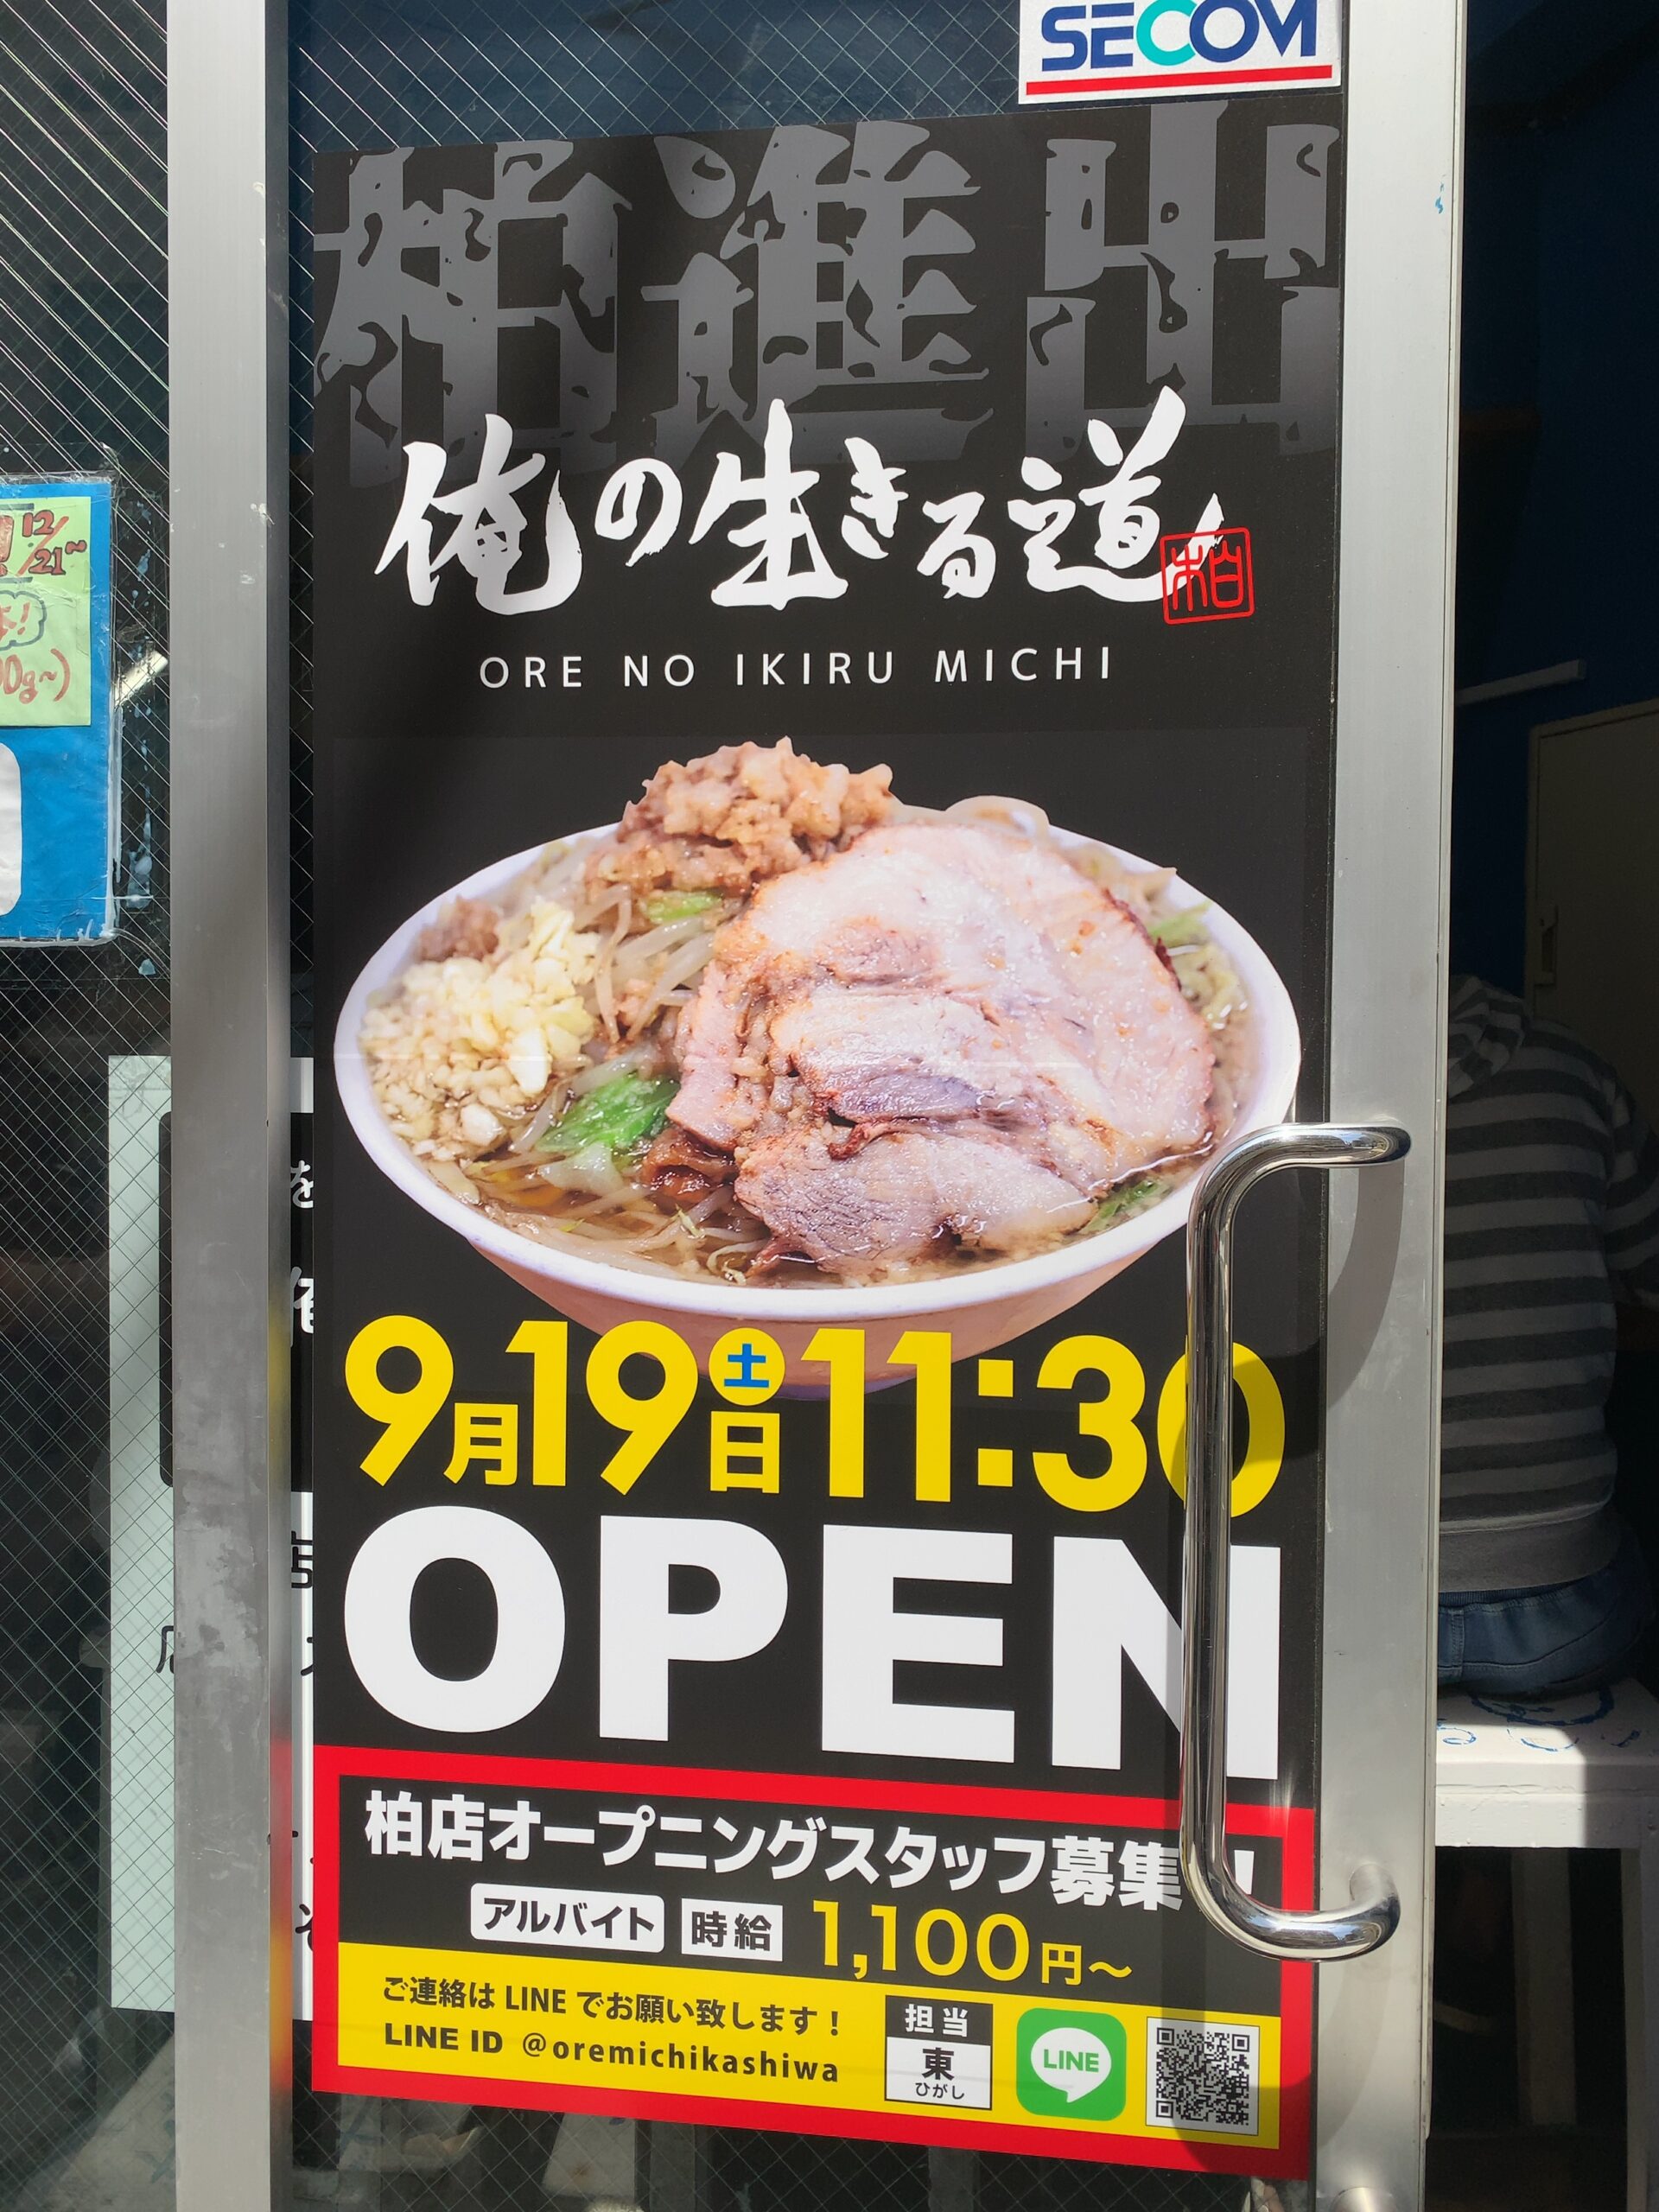 SECOM
柏進出
俺の生きる道
柏
ORE NO IKIRU MICHI
12/21~
9月19日(土)11:30
OPEN
柏店オープニングスタッフ募集
アルバイト 時給 1,100円～
ご連絡は LINE でお願い致します！
LINE ID @oremichikashiwa
担当
東
ひがし
LINE